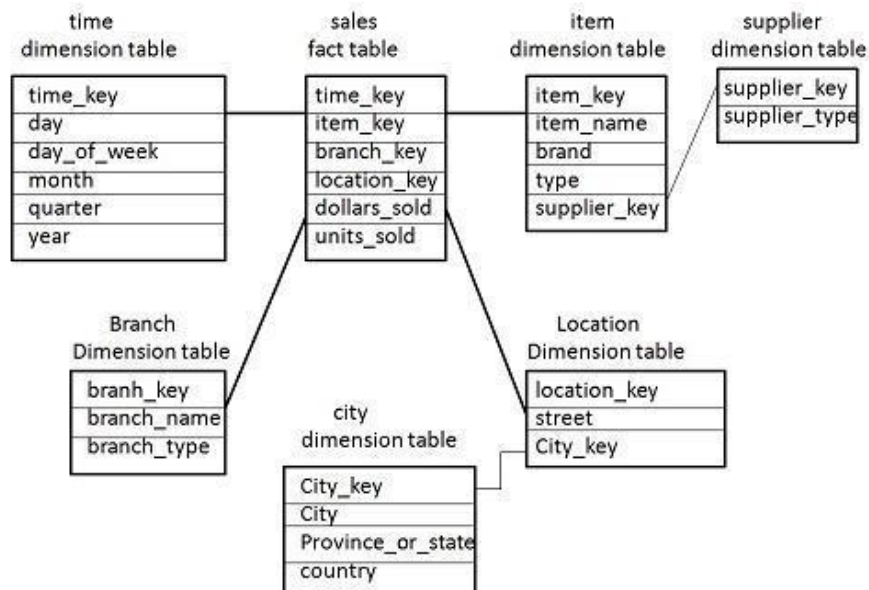 time
dimension table
time_key
day
day_of_week
month
quarter
year
sales
fact table
time_key
item_key
branch_key
location_key
dollars_sold
units_sold
item
dimension table
item_key
item_name
brand
type
supplier_key
supplier
dimension table
supplier_key
supplier_type
Branch
Dimension table
branh_key
branch_name
branch_type
city
dimension table
City_key
City
Province_or_state
country
Location
Dimension table
location_key
street
City_key